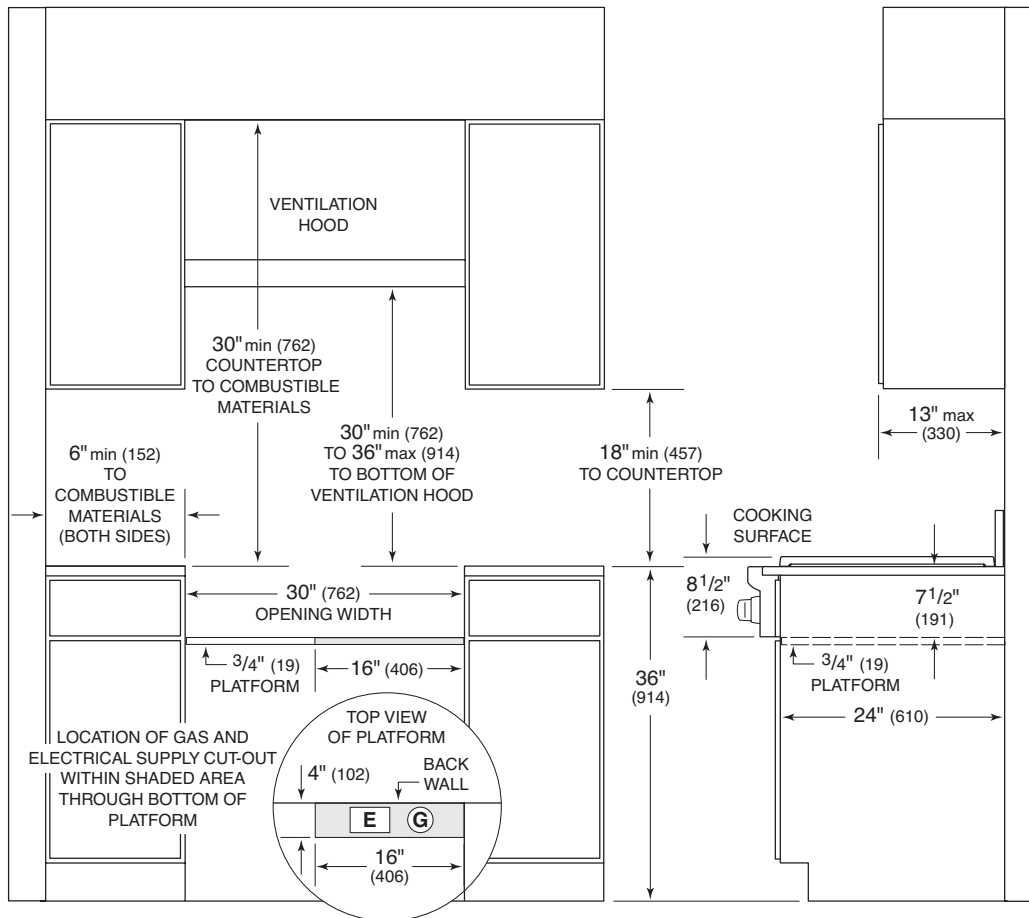 VENTILATION
HOOD
30" min (762)
COUNTERTOP
TO COMBUSTIBLE
MATERIALS
30" min (762)
TO 36" max (914)
TO BOTTOM OF
VENTILATION HOOD
6" min (152)
TO
COMBUSTIBLE
MATERIALS
(BOTH SIDES)
18" min (457)
TO COUNTERTOP
13" max
(330)
COOKING
SURFACE
30" (762)
OPENING WIDTH
8 1/2"
(216)
7 1/2"
(191)
3/4" (19)
PLATFORM
16" (406)
36"
(914)
3/4" (19)
PLATFORM
24" (610)
LOCATION OF GAS AND
ELECTRICAL SUPPLY CUT-OUT
WITHIN SHADED AREA
THROUGH BOTTOM OF
PLATFORM
TOP VIEW
OF PLATFORM
4" (102)
BACK
WALL
E G
16"
(406)